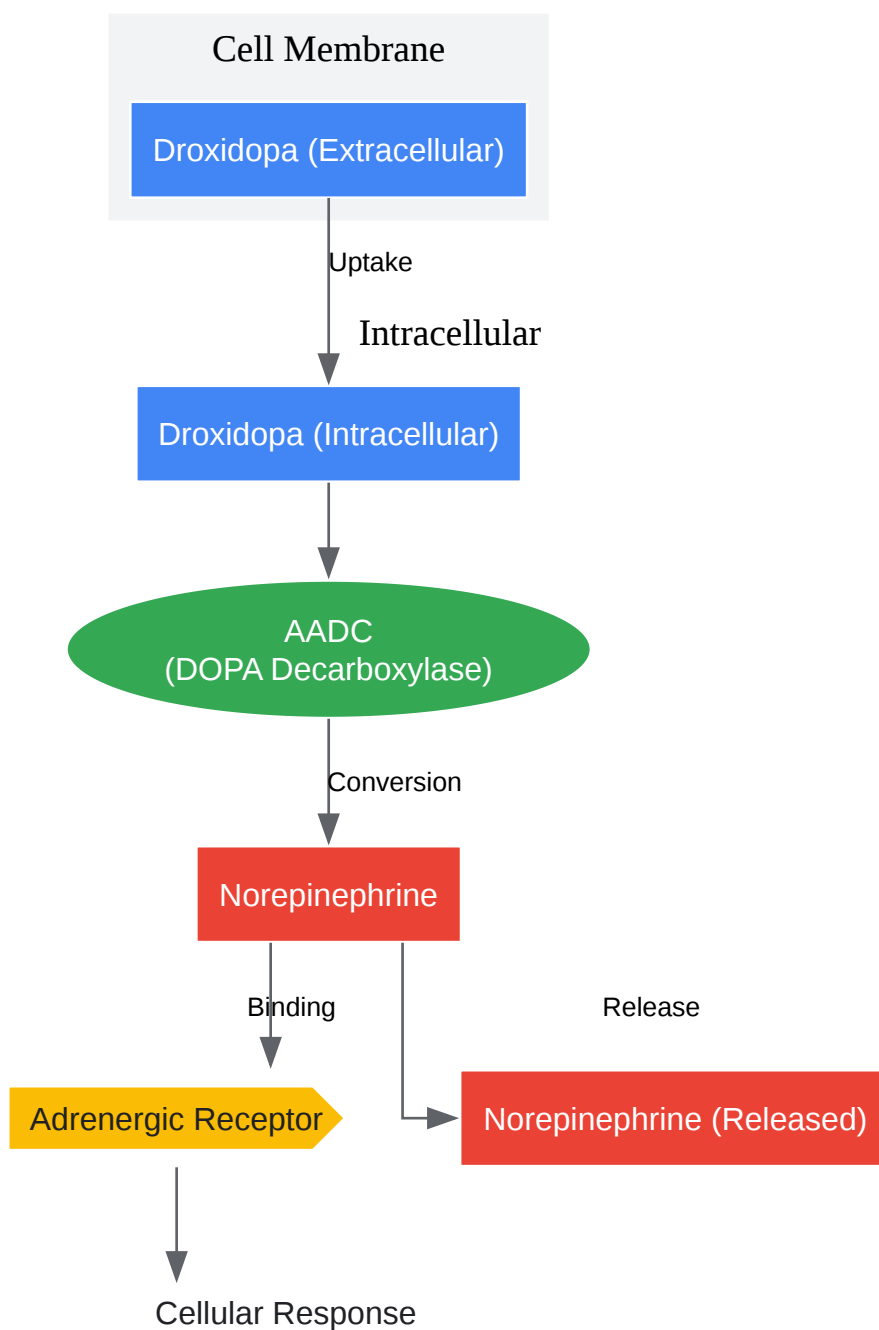 Cell Membrane
Droxidopa (Extracellular)
Uptake
Intracellular
Droxidopa (Intracellular)
AADC
(DOPA Decarboxylase)
Conversion
Norepinephrine
Binding
Release
Adrenergic Receptor
Norepinephrine (Released)
Cellular Response